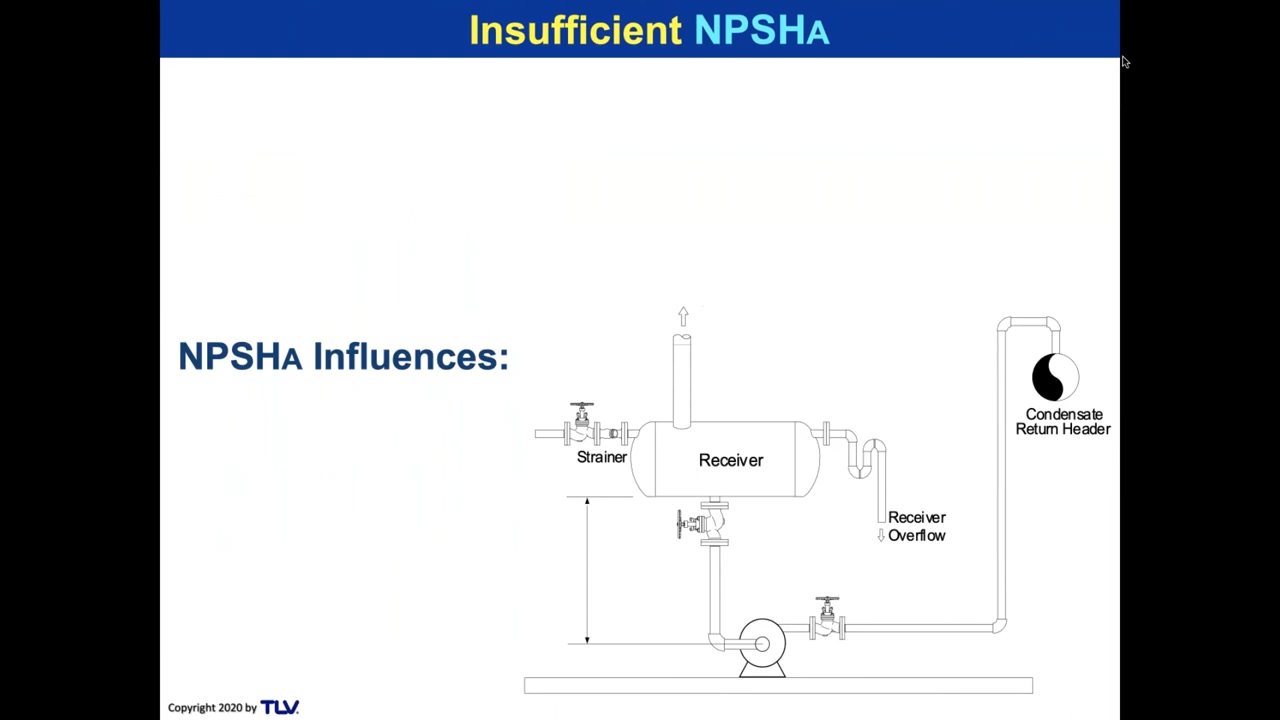 Insufficient NPSHA
NPSHA Influences:
Strainer
Receiver
Condensate
Return Header
Receiver
Overflow
Copyright 2020 by TLV.